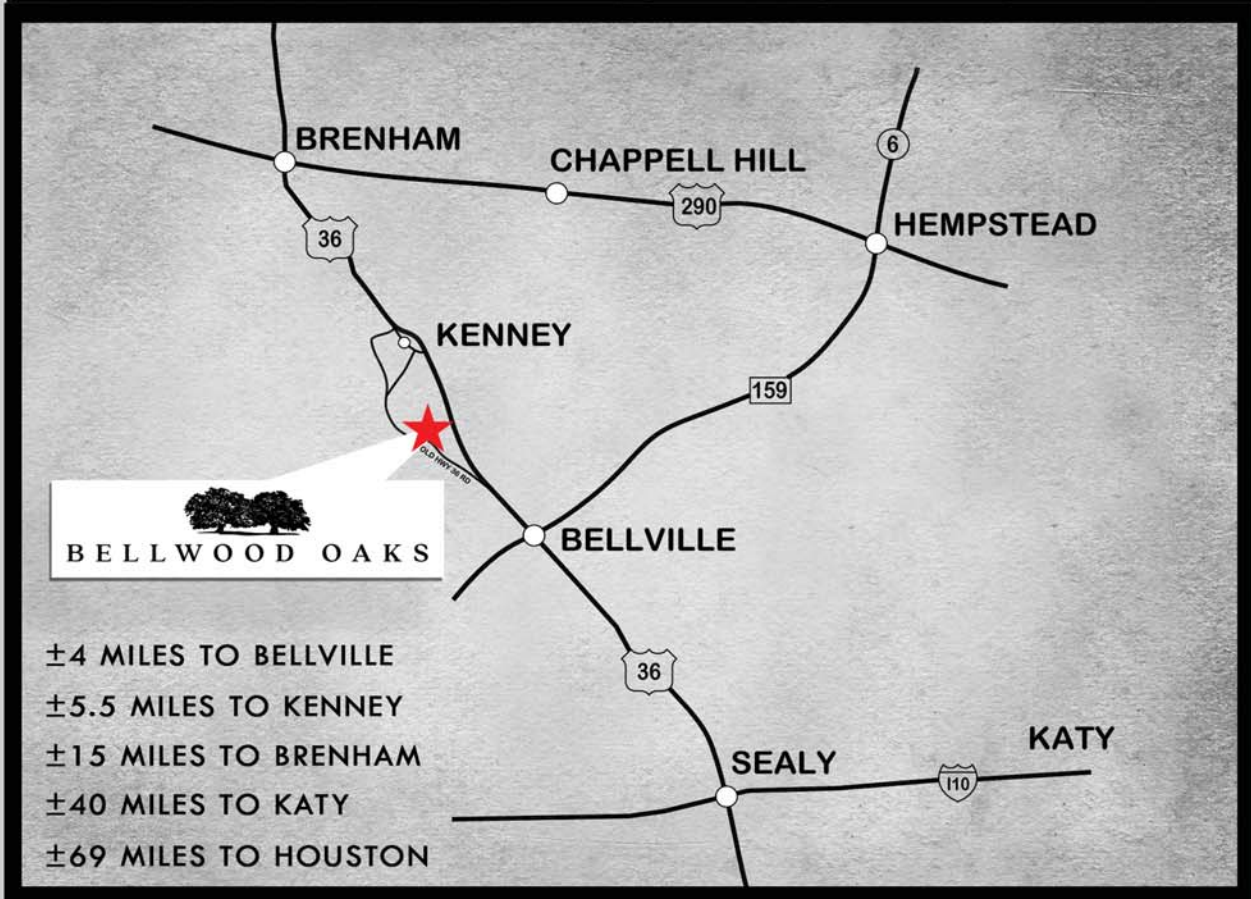 BRENHAM
CHAPPELL HILL
6
290
HEMPSTEAD
36
KENNEY
159
OLD HWY 36 RD
BELLWOOD OAKS
BELLVILLE
±4 MILES TO BELLVILLE
±5.5 MILES TO KENNEY
±15 MILES TO BRENHAM
±40 MILES TO KATY
±69 MILES TO HOUSTON
36
SEALY
KATY
I10